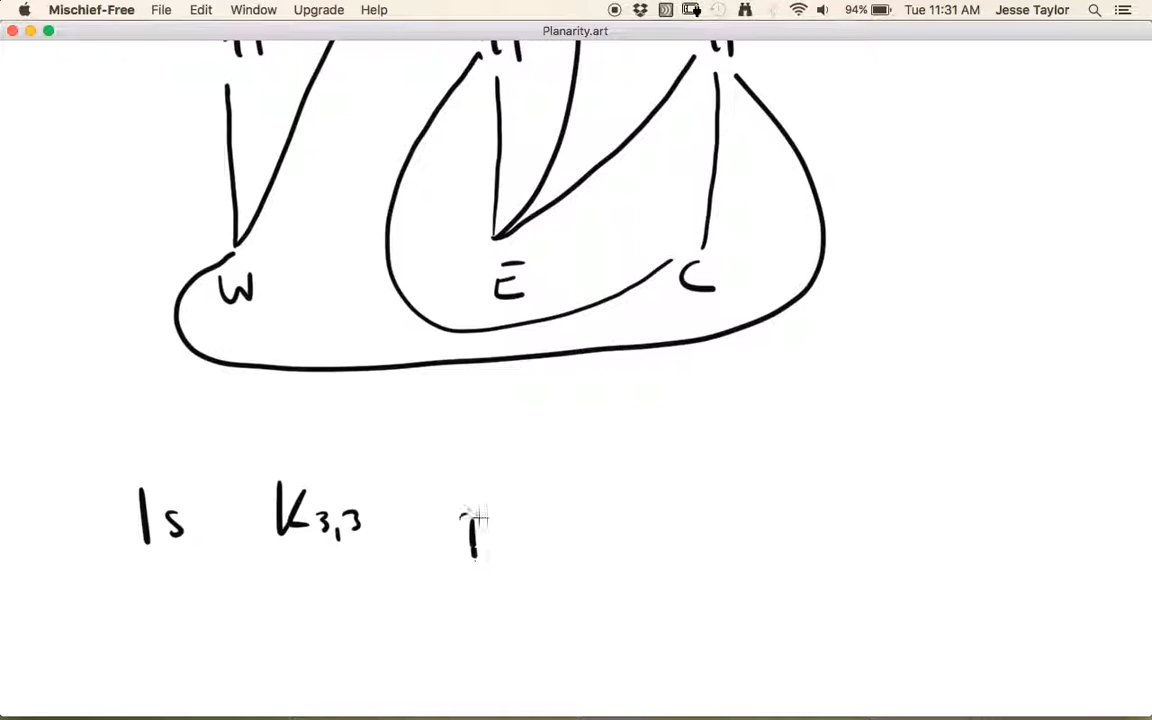 Mischief-Free File Edit Window Upgrade Help 94% Tue 11:31 AM Jesse Taylor
Planarity.art
W E C
Is K3,3